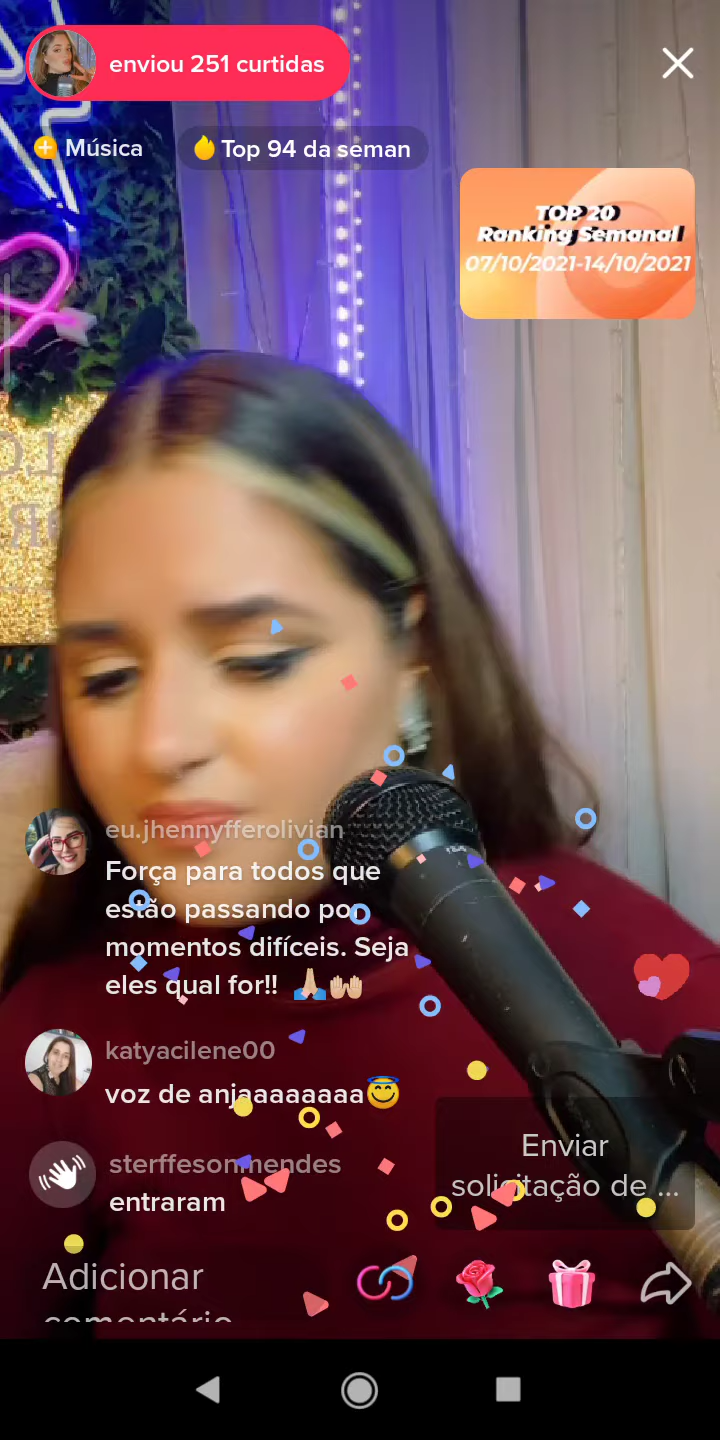 enviou 251 curtidas
Música
Top 94 da seman
TOP 20
Ranking Semanal
07/10/2021-14/10/2021
eu.jhennyfferolivian
Força para todos que
estão passando por
momentos difíceis. Seja
eles qual for!! 🙏🏼🙌🏼
katyacilene00
voz de anjaaaaaaaa😇
sterffesonmendes
entraram
Enviar
solicitação de ...
Adicionar
comentário